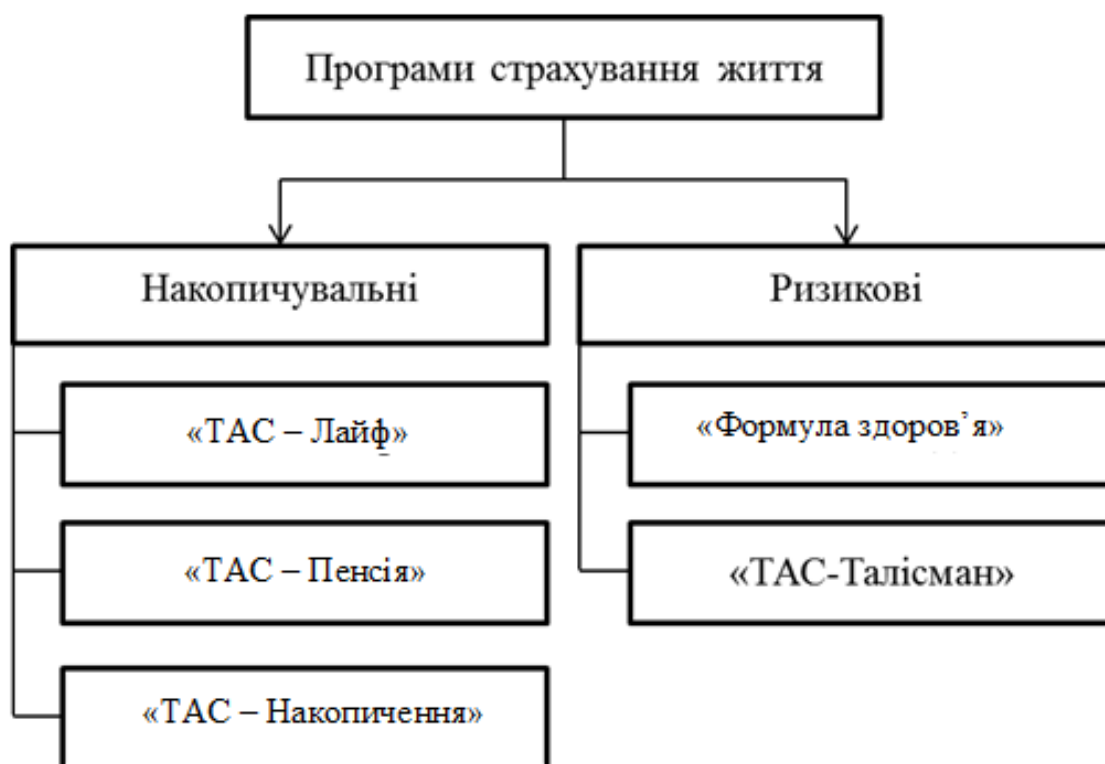 Програми страхування життя
Накопичувальні
Ризикові
«ТАС – Лайф»
«Формула здоров’я»
«ТАС – Пенсія»
«ТАС-Талісман»
«ТАС – Накопичення»